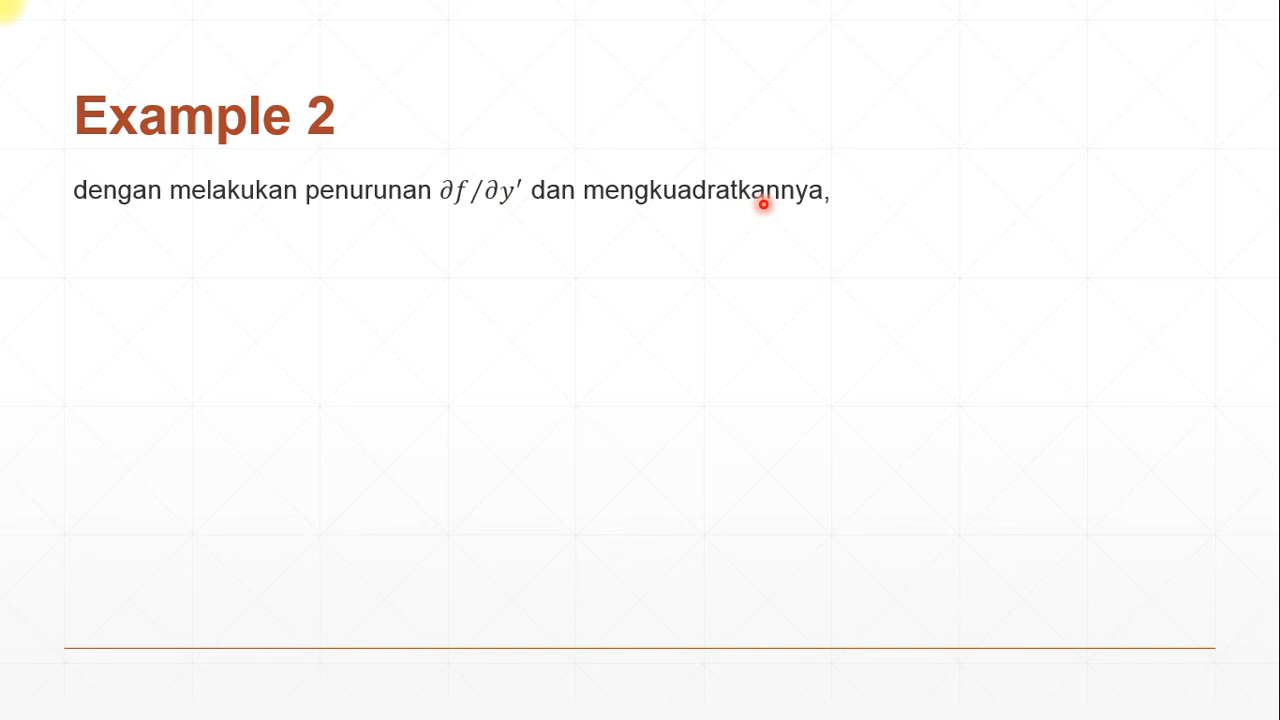 Example 2
dengan melakukan penurunan ∂f/∂y′ dan mengkuadratkannya,